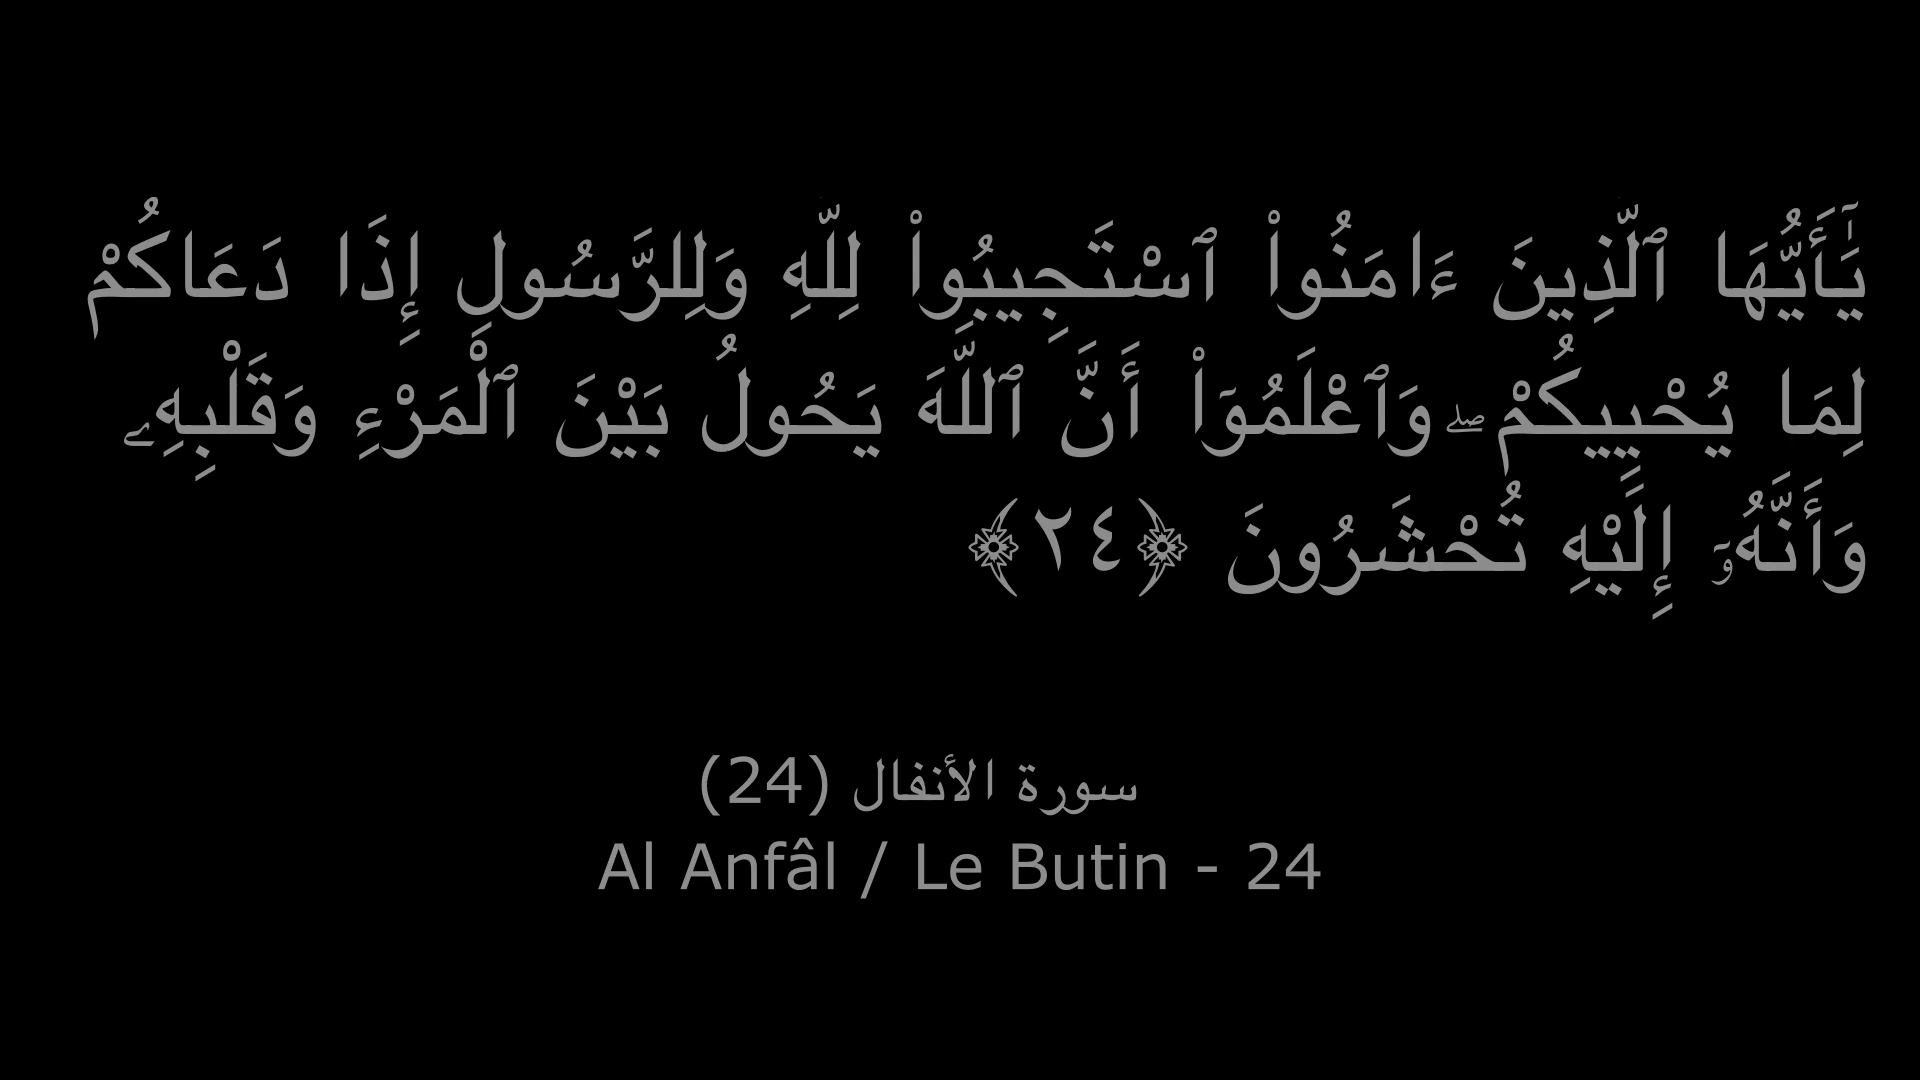 يَـٰٓأَيُّهَا ٱلَّذِينَ ءَامَنُوا۟ ٱسْتَجِيبُوا۟ لِلَّهِ وَلِلرَّسُولِ إِذَا دَعَاكُمْ
لِمَا يُحْيِيكُمْ ۖ وَٱعْلَمُوٓا۟ أَنَّ ٱللَّهَ يَحُولُ بَيْنَ ٱلْمَرْءِ وَقَلْبِهِۦ
وَأَنَّهُۥٓ إِلَيْهِ تُحْشَرُونَ ﴿٢٤﴾
سورة الأنفال (24)
Al Anfâl / Le Butin - 24